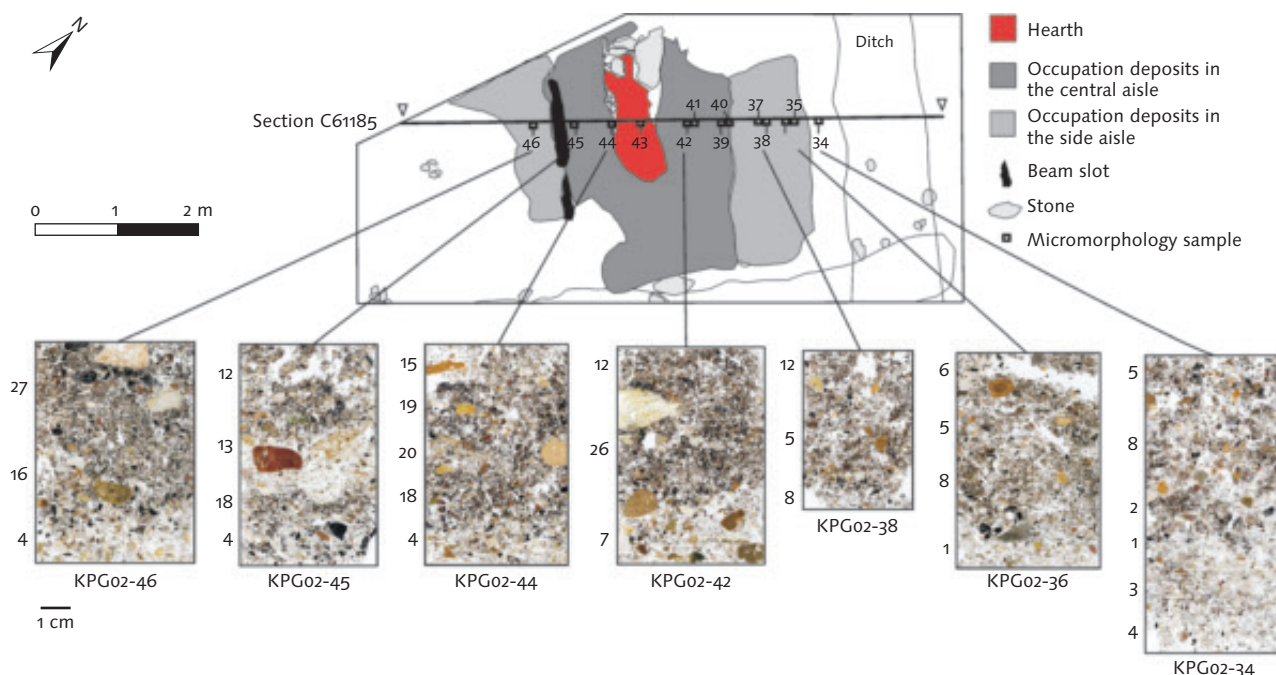 N
Ditch
Hearth
Occupation deposits in
the central aisle
Occupation deposits in
the side aisle
Beam slot
Stone
Micromorphology sample
Section C61185
41 40 37 35
46 45 44 43 42 39 38 34
0 1 2 m
27
16
4
KPG02-46
12
13
18
4
KPG02-45
15
19
20
18
4
KPG02-44
12
26
7
KPG02-42
12
5
8
KPG02-38
6
5
8
1
KPG02-36
5
8
2
1
3
4
KPG02-34
1 cm